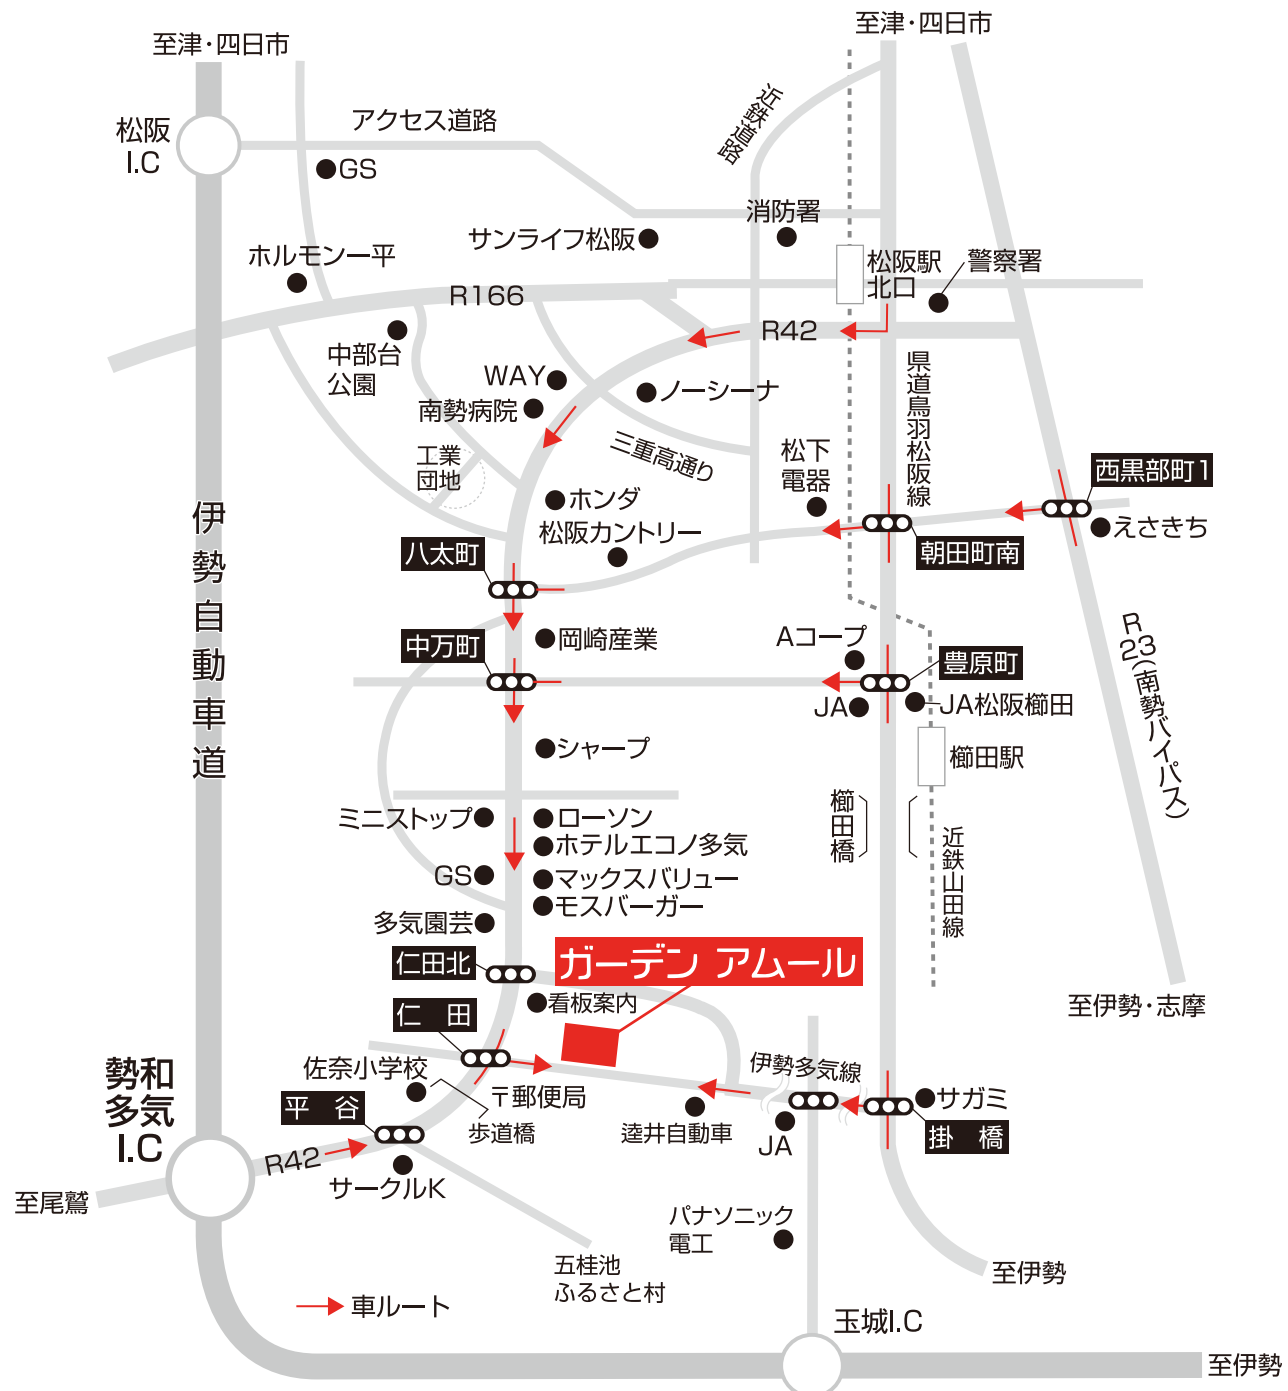 至津・四日市
至津・四日市
松阪
I.C
アクセス道路
近鉄道路
GS
消防署
サンライフ松阪
ホルモン一平
松阪駅
北口
警察署
R166
R42
中部台
公園
WAY
南勢病院
ノーシーナ
県道鳥羽松阪線
三重高通り
工業
団地
松下
電器
西黒部町1
ホンダ
えさきち
松阪カントリー
朝田町南
八太町
伊勢自動車道
中万町
岡崎産業
Aコープ
豊原町
R
23(南勢バイパス)
JA
JA松阪櫛田
シャープ
櫛田駅
ミニストップ
ローソン
櫛田橋
ホテルエコノ多気
近鉄山田線
GS
マックスバリュー
モスバーガー
多気園芸
仁田北
ガーデン アムール
看板案内
至伊勢・志摩
仁 田
勢和
多気
I.C
佐奈小学校
伊勢多気線
〒郵便局
サガミ
平 谷
歩道橋
逵井自動車
JA
掛 橋
R42
サークルK
至尾鷲
パナソニック
電工
五桂池
ふるさと村
至伊勢
車ルート
玉城I.C
至伊勢